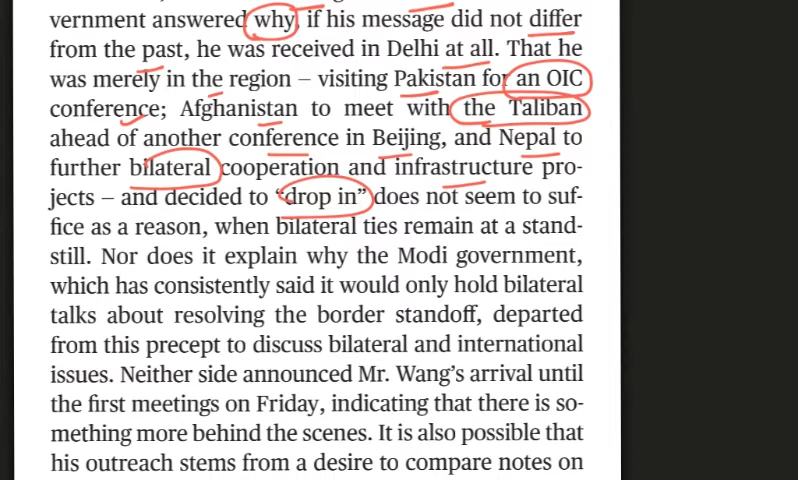 vernment answered why, if his message did not differ
from the past, he was received in Delhi at all. That he
was merely in the region – visiting Pakistan for an OIC
conference; Afghanistan to meet with the Taliban
ahead of another conference in Beijing, and Nepal to
further bilateral cooperation and infrastructure pro-
jects – and decided to “drop in” does not seem to suf-
fice as a reason, when bilateral ties remain at a stand-
still. Nor does it explain why the Modi government,
which has consistently said it would only hold bilateral
talks about resolving the border standoff, departed
from this precept to discuss bilateral and international
issues. Neither side announced Mr. Wang’s arrival until
the first meetings on Friday, indicating that there is so-
mething more behind the scenes. It is also possible that
his outreach stems from a desire to compare notes on